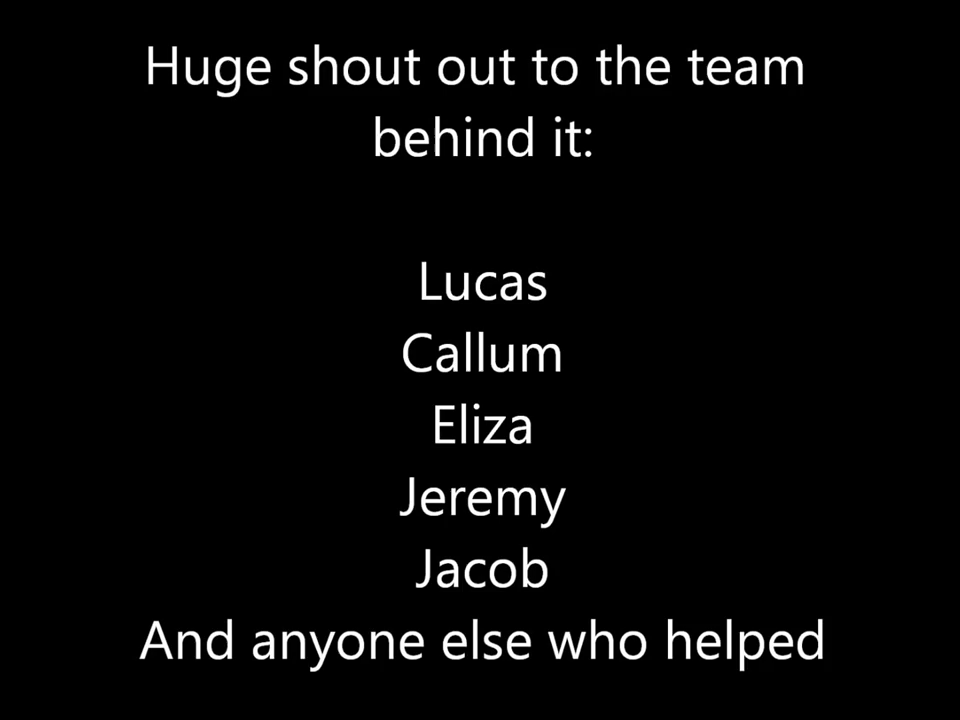 Huge shout out to the team
behind it:
Lucas
Callum
Eliza
Jeremy
Jacob
And anyone else who helped